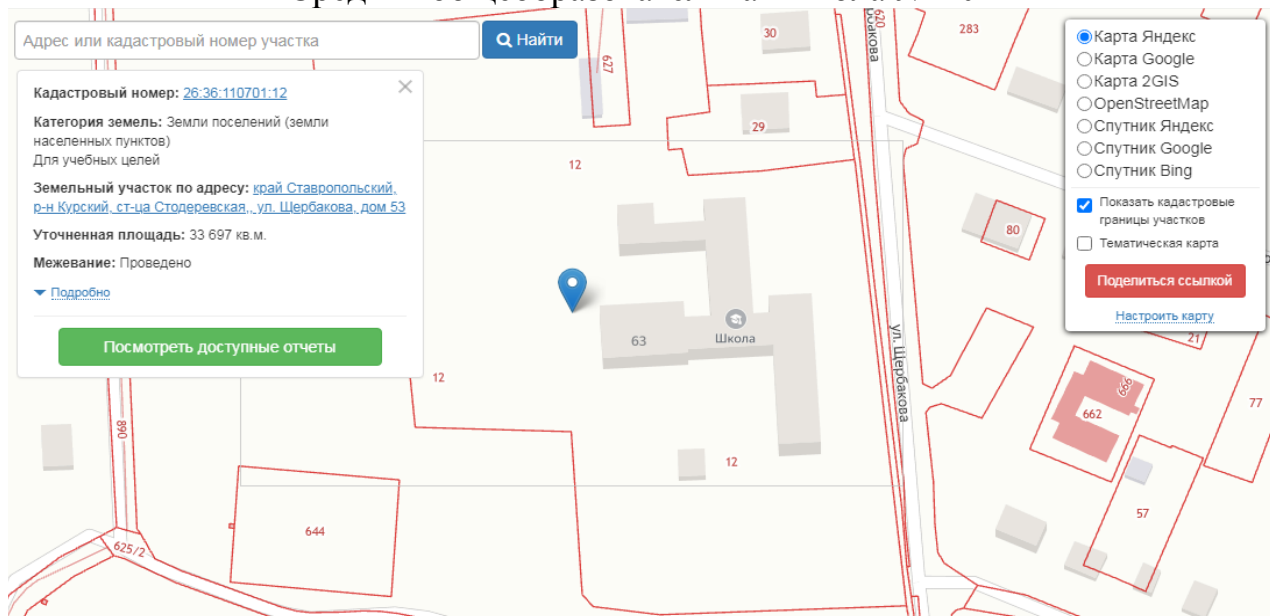 Адрес или кадастровый номер участка
Найти
Кадастровый номер: 26:36:110701:12
Категория земель: Земли поселений (земли
населенных пунктов)
Для учебных целей
Земельный участок по адресу: край Ставропольский,
р-н Курский, ст-ца Стодеревская,, ул. Щербакова, дом 53
Уточненная площадь: 33 697 кв.м.
Межевание: Проведено
Подробно
Посмотреть доступные отчеты
Карта Яндекс
Карта Google
Карта 2GIS
OpenStreetMap
Спутник Яндекс
Спутник Google
Спутник Bing
Показать кадастровые
границы участков
Тематическая карта
Поделиться ссылкой
Настроить карту
30
627
620
283
29
12
80
63
Школа
ул. Щербакова
21
12
666
662
77
068
12
57
644
625/2